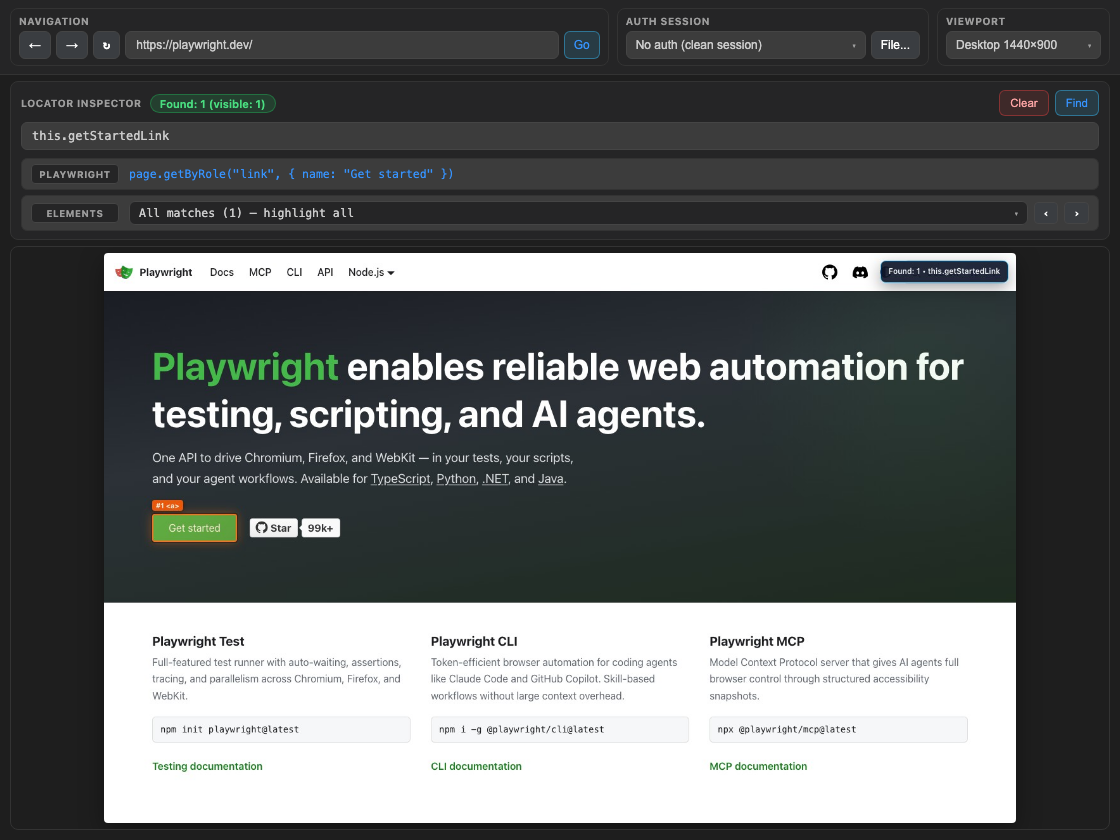 NAVIGATION
← → ↻ https://playwright.dev/ Go
AUTH SESSION
No auth (clean session) File...
VIEWPORT
Desktop 1440×900
LOCATOR INSPECTOR Found: 1 (visible: 1) Clear Find
this.getStartedLink
PLAYWRIGHT page.getByRole("link", { name: "Get started" })
ELEMENTS All matches (1) — highlight all ‹ ›
Playwright Docs MCP CLI API Node.js Found: 1 • this.getStartedLink
Playwright enables reliable web automation for
testing, scripting, and AI agents.
One API to drive Chromium, Firefox, and WebKit — in your tests, your scripts,
and your agent workflows. Available for TypeScript, Python, .NET, and Java.
#1 <a>
Get started Star 99k+
Playwright Test
Full-featured test runner with auto-waiting, assertions,
tracing, and parallelism across Chromium, Firefox, and
WebKit.
npm init playwright@latest
Testing documentation
Playwright CLI
Token-efficient browser automation for coding agents
like Claude Code and GitHub Copilot. Skill-based
workflows without large context overhead.
npm i -g @playwright/cli@latest
CLI documentation
Playwright MCP
Model Context Protocol server that gives AI agents full
browser control through structured accessibility
snapshots.
npx @playwright/mcp@latest
MCP documentation